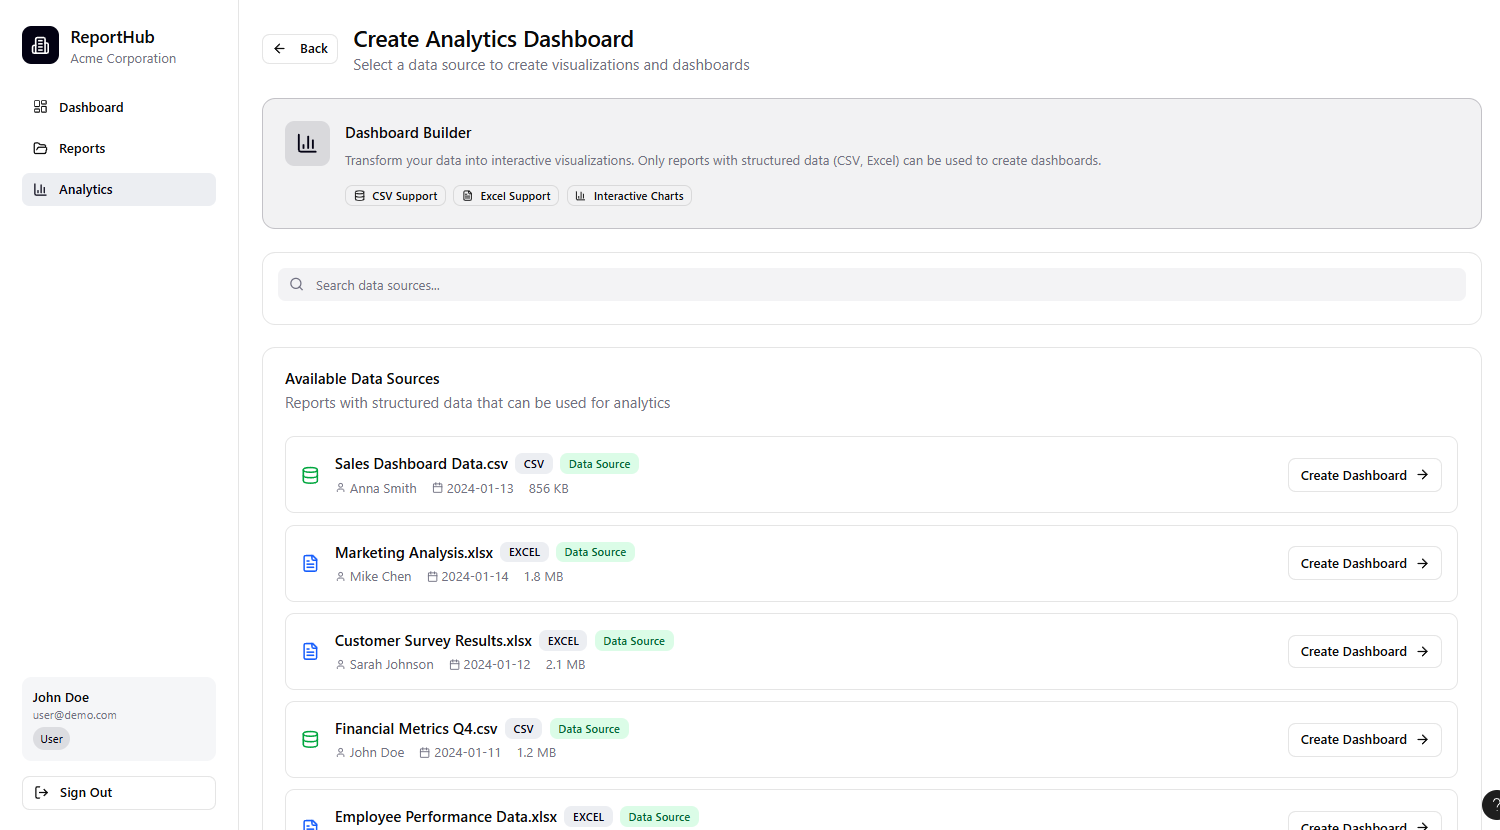 ReportHub
Acme Corporation
Dashboard
Reports
Analytics
John Doe
user@demo.com
User
Sign Out
Back
Create Analytics Dashboard
Select a data source to create visualizations and dashboards
Dashboard Builder
Transform your data into interactive visualizations. Only reports with structured data (CSV, Excel) can be used to create dashboards.
CSV Support Excel Support Interactive Charts
Search data sources...
Available Data Sources
Reports with structured data that can be used for analytics
Sales Dashboard Data.csv CSV Data Source
Anna Smith 2024-01-13 856 KB
Create Dashboard
Marketing Analysis.xlsx EXCEL Data Source
Mike Chen 2024-01-14 1.8 MB
Create Dashboard
Customer Survey Results.xlsx EXCEL Data Source
Sarah Johnson 2024-01-12 2.1 MB
Create Dashboard
Financial Metrics Q4.csv CSV Data Source
John Doe 2024-01-11 1.2 MB
Create Dashboard
Employee Performance Data.xlsx EXCEL Data Source
Create Dashboard
?